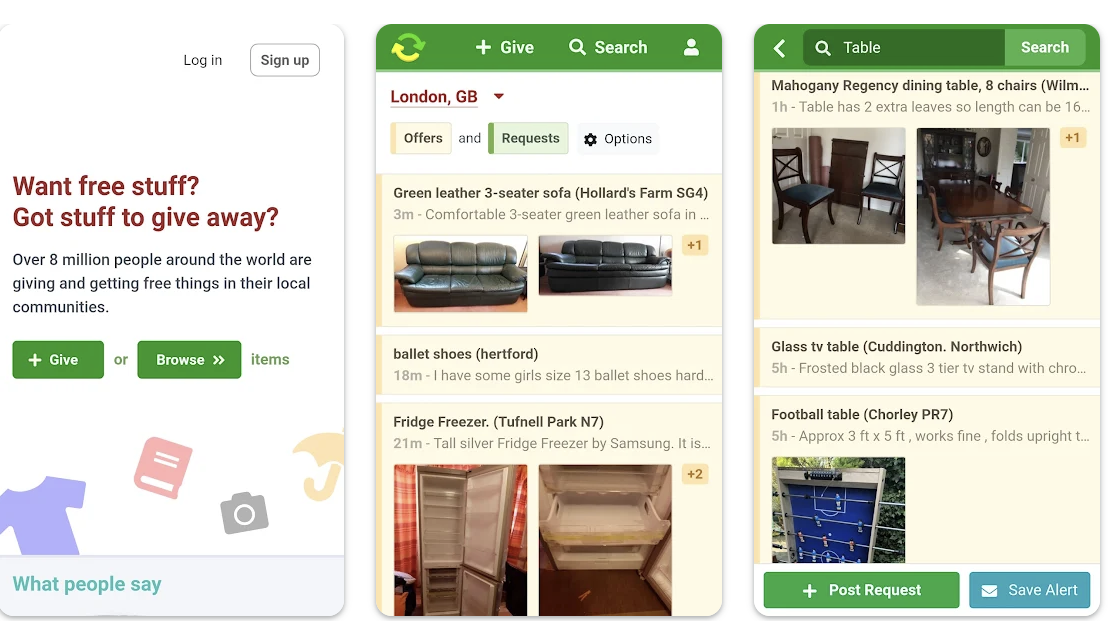 Log in
Sign up
Want free stuff?
Got stuff to give away?
Over 8 million people around the world are
giving and getting free things in their local
communities.
+ Give or Browse » items
What people say
+ Give
Search
London, GB
Offers and Requests Options
Green leather 3-seater sofa (Hollard's Farm SG4)
3m - Comfortable 3-seater green leather sofa in ...
+1
ballet shoes (hertford)
18m - I have some girls size 13 ballet shoes hard...
Fridge Freezer. (Tufnell Park N7)
21m - Tall silver Fridge Freezer by Samsung. It is...
+2
Table
Search
Mahogany Regency dining table, 8 chairs (Wilm...
1h - Table has 2 extra leaves so length can be 16...
+1
Glass tv table (Cuddington. Northwich)
5h - Frosted black glass 3 tier tv stand with chro...
Football table (Chorley PR7)
5h - Approx 3 ft x 5 ft , works fine , folds upright t...
+ Post Request
Save Alert